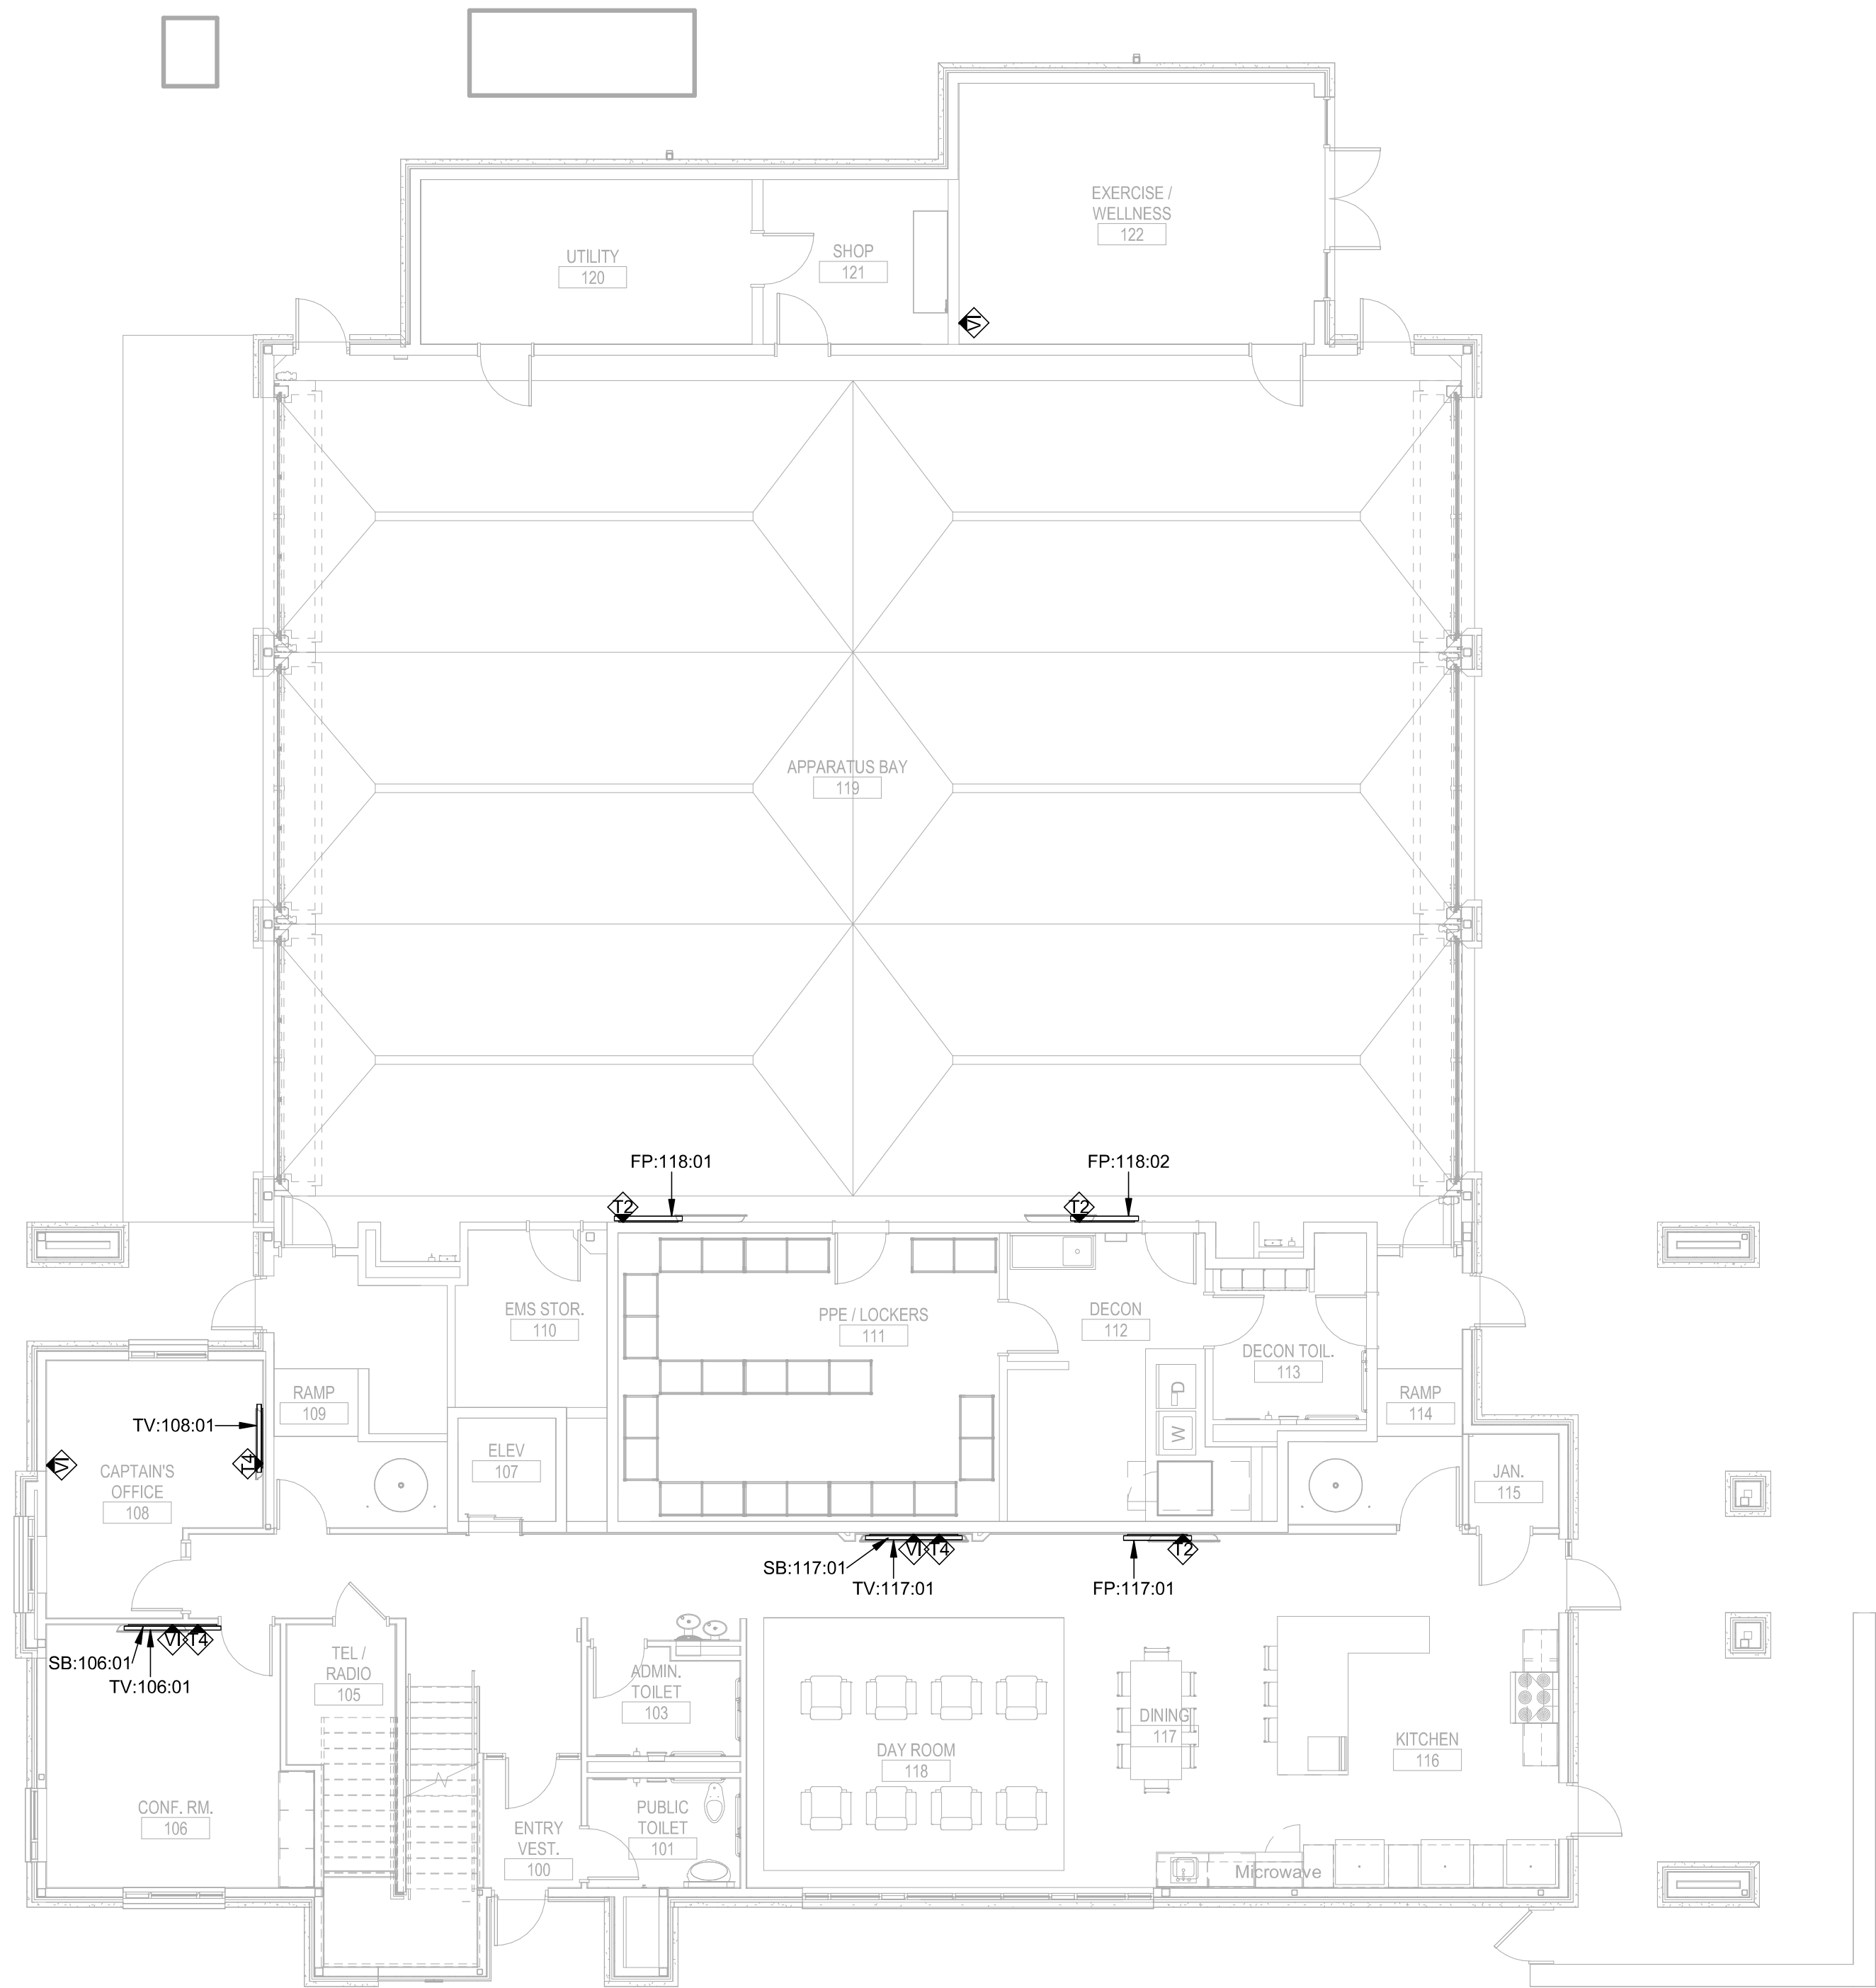 EXERCISE /
WELLNESS
122
UTILITY
120
SHOP
121
VI
APPARATUS BAY
119
FP:118:01
FP:118:02
T2
T2
EMS STOR.
110
PPE / LOCKERS
111
DECON
112
DECON TOIL.
113
RAMP
109
RAMP
114
D
W
TV:108:01
T4
VI
CAPTAIN'S
OFFICE
108
ELEV
107
JAN.
115
SB:117:01
TV:117:01
VI
T4
FP:117:01
T2
SB:106:01
TV:106:01
VI
T4
TEL /
RADIO
105
ADMIN.
TOILET
103
DINING
117
KITCHEN
116
DAY ROOM
118
CONF. RM.
106
ENTRY
VEST.
100
PUBLIC
TOILET
101
Microwave